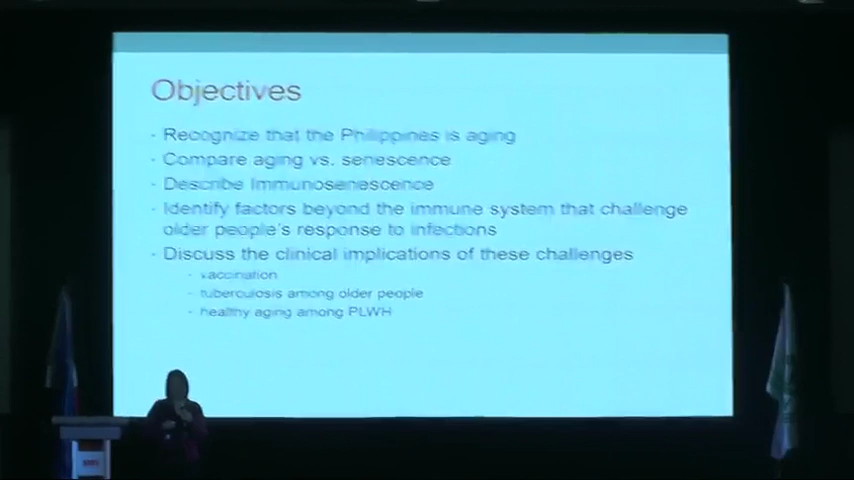 Objectives
· Recognize that the Philippines is aging
· Compare aging vs. senescence
· Describe Immunosenescence
· Identify factors beyond the immune system that challenge
older people's response to infections
· Discuss the clinical implications of these challenges
· vaccination
· tuberculosis among older people
· healthy aging among PLWH